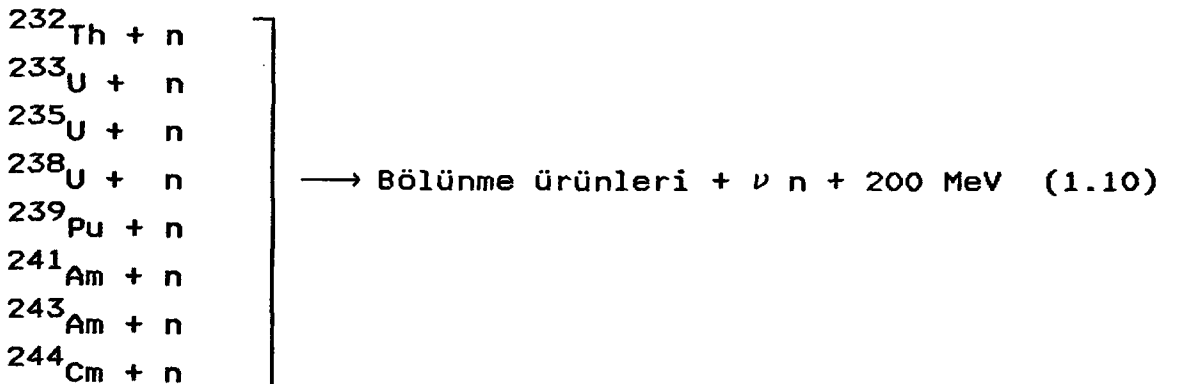 ²³²Th + n
²³³U + n
²³⁵U + n
²³⁸U + n ⟶ Bölünme ürünleri + ν n + 200 MeV (1.10)
²³⁹Pu + n
²⁴¹Am + n
²⁴³Am + n
²⁴⁴Cm + n